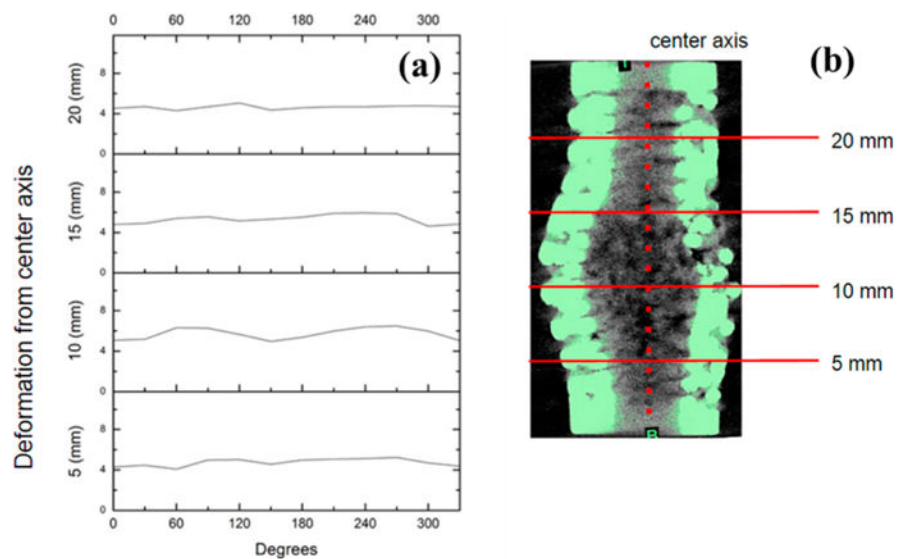 0 60 120 180 240 300
(a)
8
20 (mm)
4
0
8
15 (mm)
4
0
8
10 (mm)
4
0
8
5 (mm)
4
0
0 60 120 180 240 300
Degrees
Deformation from center axis
center axis
(b)
20 mm
15 mm
10 mm
5 mm
B